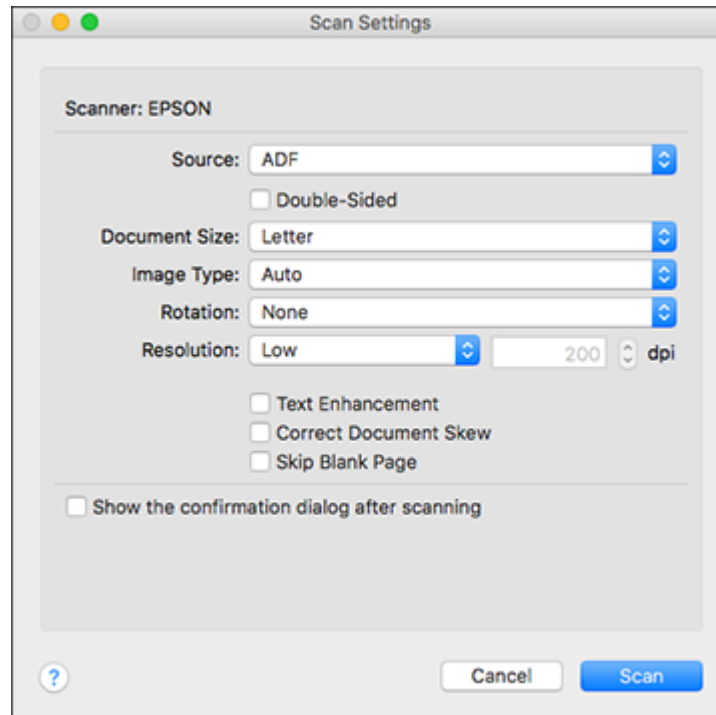 Scan Settings
Scanner: EPSON
Source: ADF
Double-Sided
Document Size: Letter
Image Type: Auto
Rotation: None
Resolution: Low 200 dpi
Text Enhancement
Correct Document Skew
Skip Blank Page
Show the confirmation dialog after scanning
? Cancel Scan